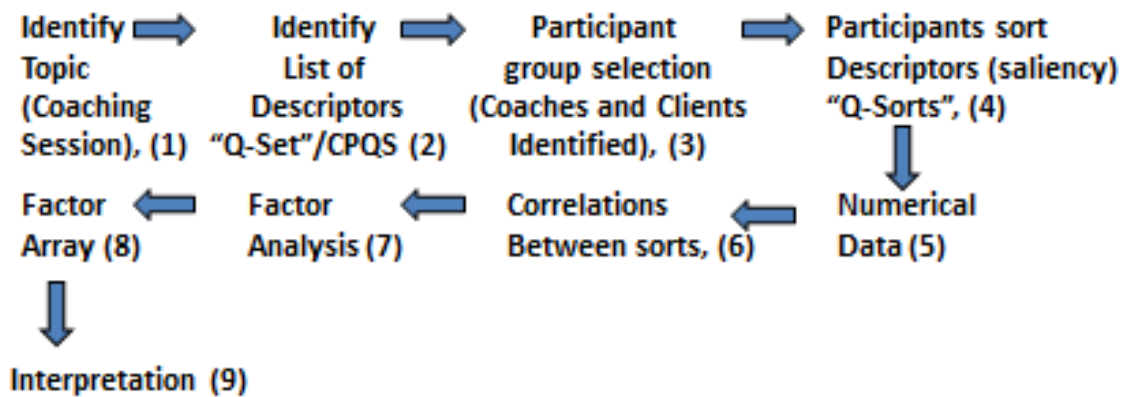 Identify
Topic
(Coaching
Session), (1)
Identify
List of
Descriptors
“Q-Set”/CPQS (2)
Participant
group selection
(Coaches and Clients
Identified), (3)
Participants sort
Descriptors (saliency)
“Q-Sorts”, (4)
Numerical
Data (5)
Correlations
Between sorts, (6)
Factor
Analysis (7)
Factor
Array (8)
Interpretation (9)